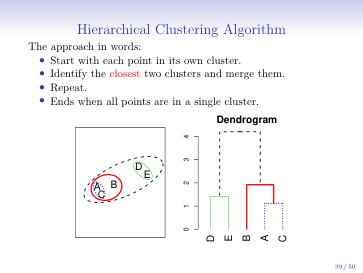 Hierarchical Clustering Algorithm
The approach in words:
• Start with each point in its own cluster.
• Identify the closest two clusters and merge them.
• Repeat.
• Ends when all points are in a single cluster.
Dendrogram
4
3
2
1
0
D
E
A
B
C
D
E
B
A
C
39 / 50